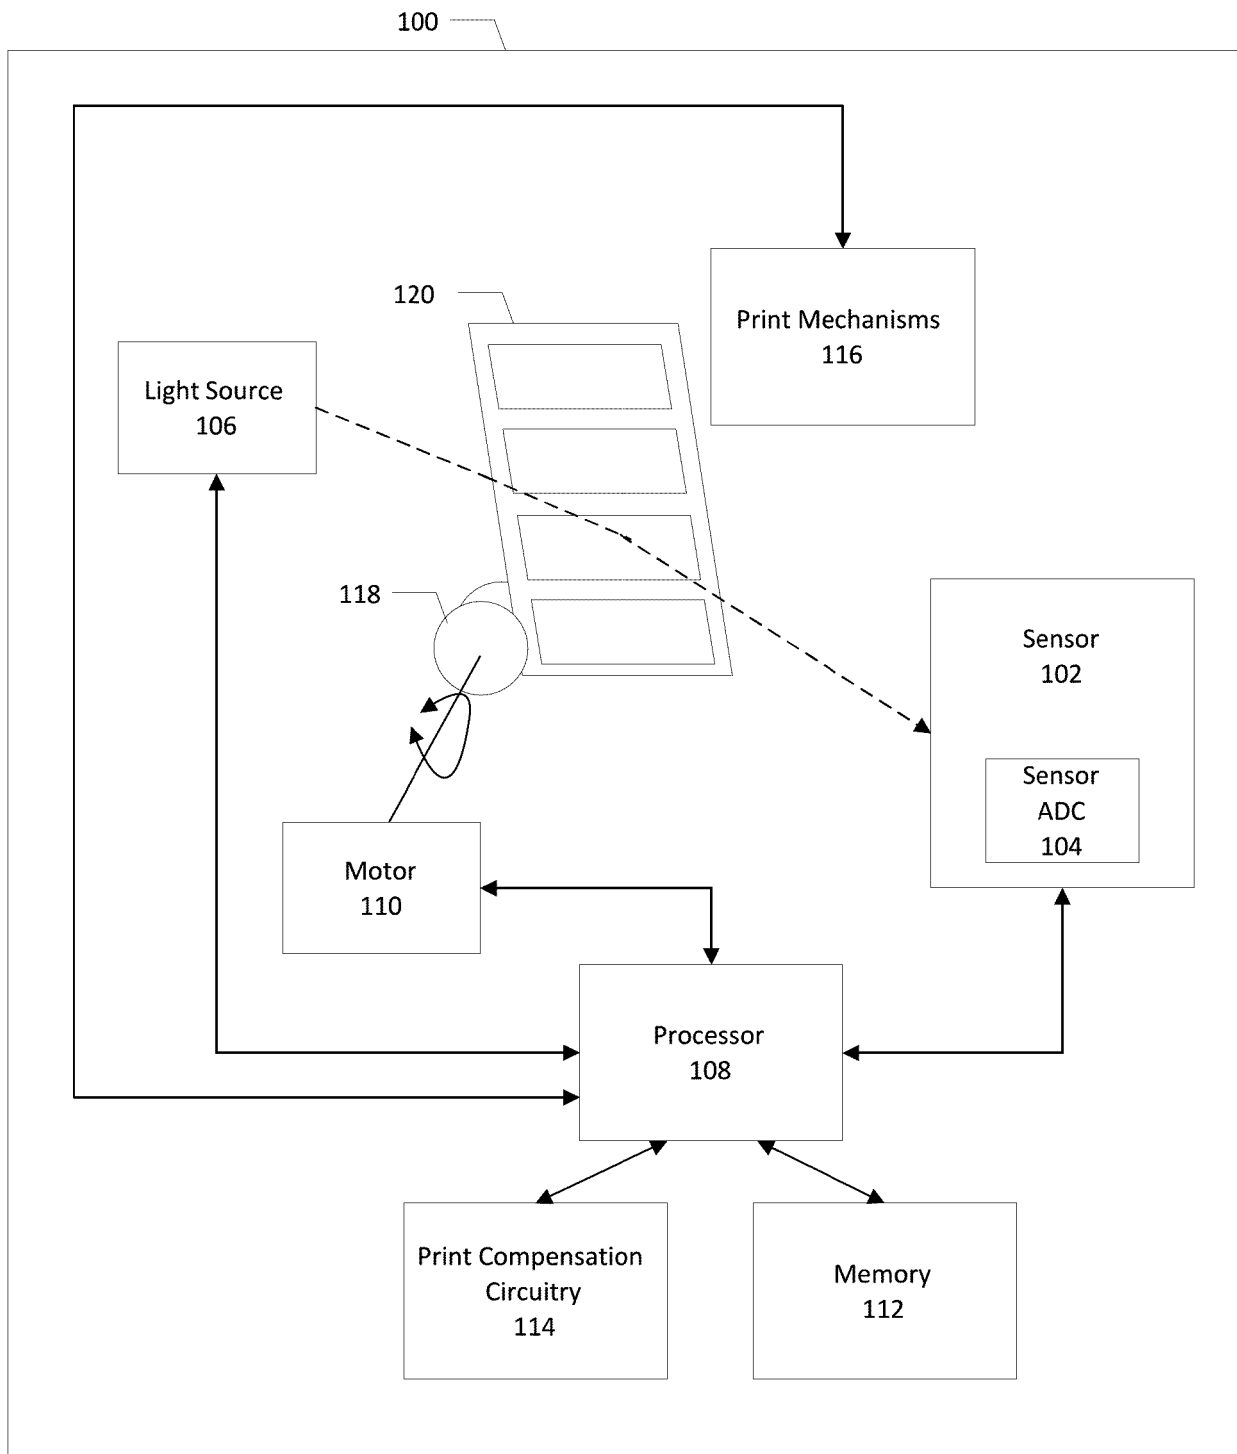 100
120
Print Mechanisms
116
Light Source
106
118
Sensor
102
Sensor
ADC
104
Motor
110
Processor
108
Print Compensation
Circuitry
114
Memory
112